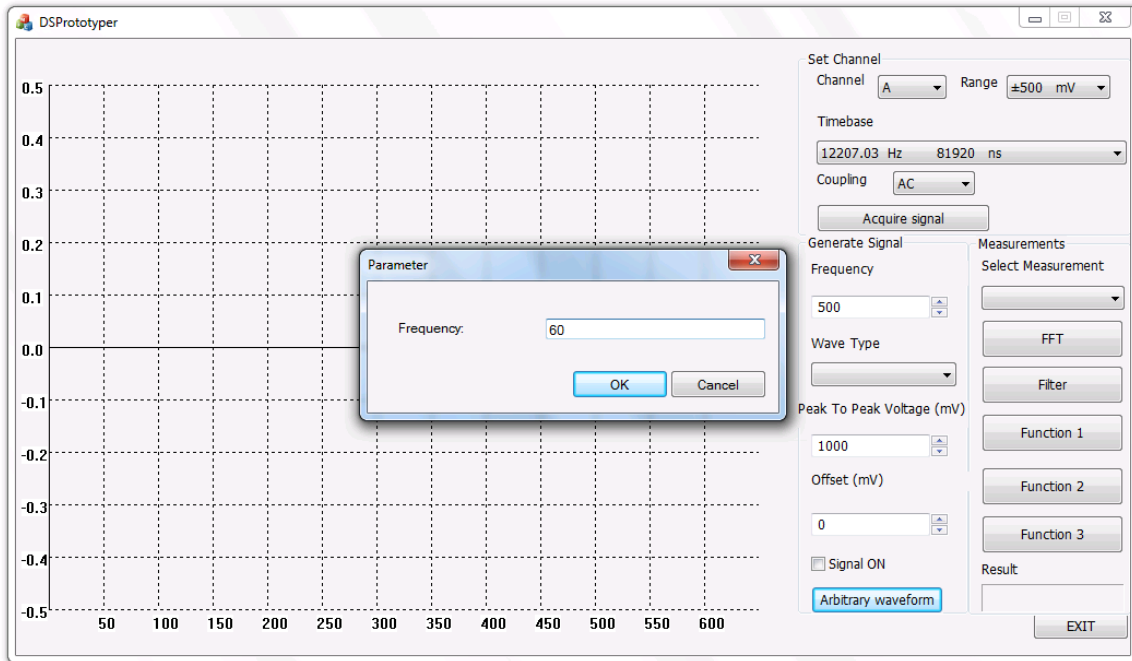 DSPrototyper
0.5
0.4
0.3
0.2
0.1
0.0
-0.1
-0.2
-0.3
-0.4
-0.5
50 100 150 200 250 300 350 400 450 500 550 600
Parameter
Frequency: 60
OK Cancel
Set Channel
Channel A Range ±500 mV
Timebase
12207.03 Hz 81920 ns
Coupling AC
Acquire signal
Generate Signal
Frequency
500
Wave Type
Peak To Peak Voltage (mV)
1000
Offset (mV)
0
Signal ON
Arbitrary waveform
Measurements
Select Measurement
FFT
Filter
Function 1
Function 2
Function 3
Result
EXIT